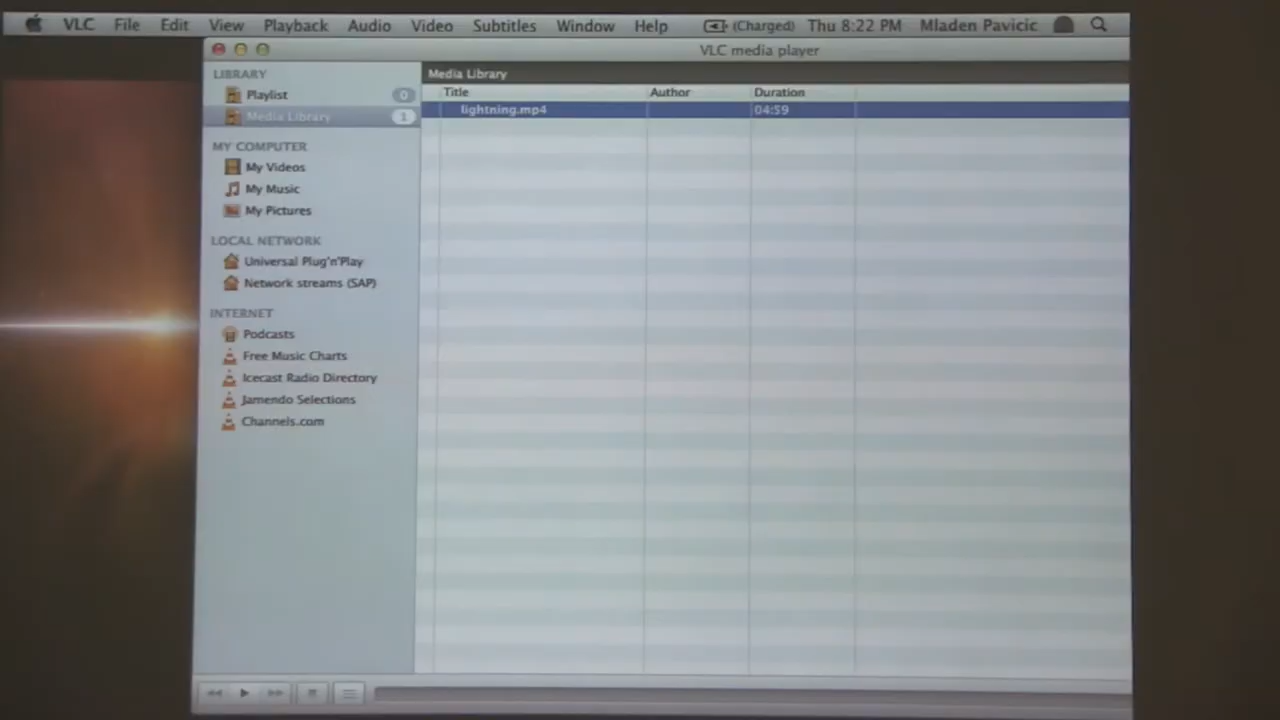 VLC File Edit View Playback Audio Video Subtitles Window Help (Charged) Thu 8:22 PM Mladen Pavicic
VLC media player
LIBRARY
Playlist 0
Media Library 1
MY COMPUTER
My Videos
My Music
My Pictures
LOCAL NETWORK
Universal Plug'n'Play
Network streams (SAP)
INTERNET
Podcasts
Free Music Charts
Icecast Radio Directory
Jamendo Selections
Channels.com
Media Library
Title Author Duration
lightning.mp4 04:59